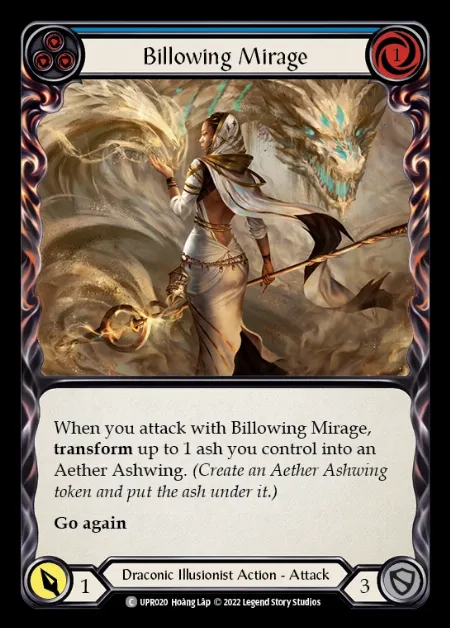 Billowing Mirage
1
When you attack with Billowing Mirage,
transform up to 1 ash you control into an
Aether Ashwing. (Create an Aether Ashwing
token and put the ash under it.)
Go again
1
Draconic Illusionist Action - Attack
3
C UPR020 Hoàng Lập © 2022 Legend Story Studios